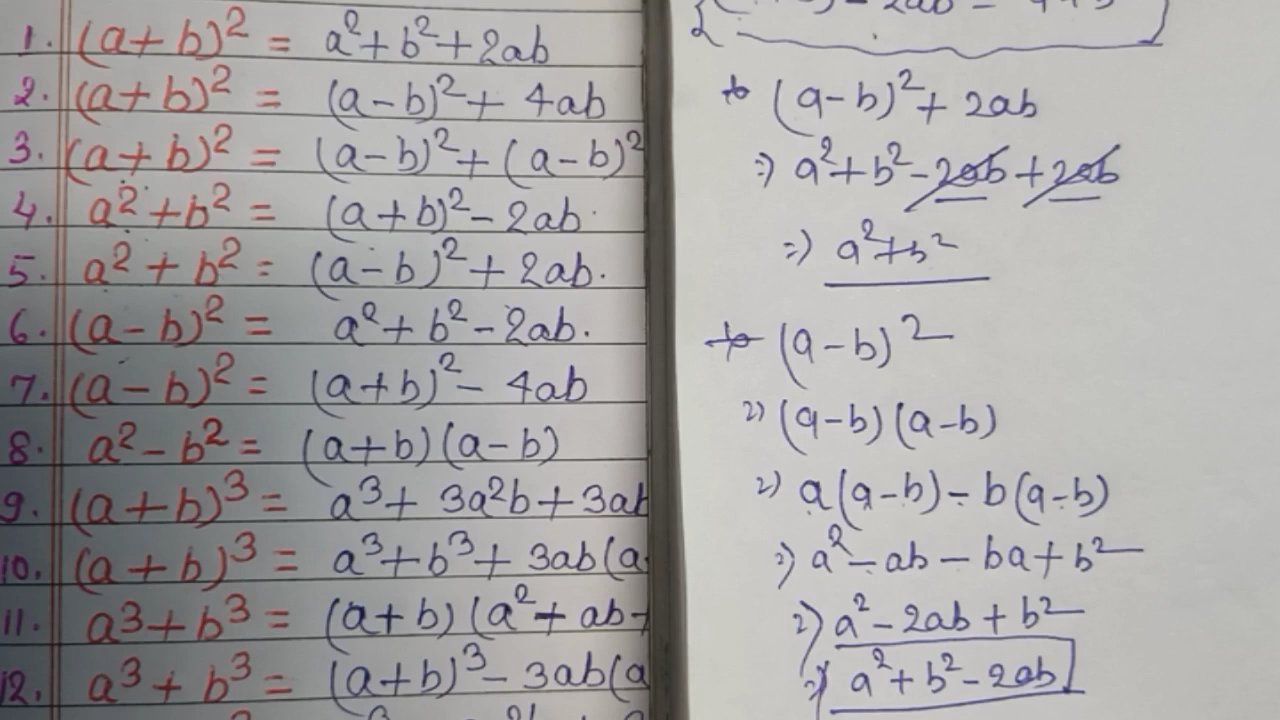 1. (a+b)² = a²+b²+2ab
2. (a+b)² = (a-b)²+ 4ab
3. (a+b)² = (a-b)²+(a-b)²
4. a²+b² = (a+b)²-2ab.
5. a²+b² = (a-b)²+2ab.
6. (a-b)² = a²+b²-2ab.
7. (a-b)² = (a+b)²- 4ab
8. a²-b² = (a+b)(a-b)
9. (a+b)³ = a³+ 3a²b+3ab
10. (a+b)³ = a³+b³+3ab(a
11. a³+b³ = (a+b)(a²+ab+
12. a³+b³ = (a+b)³-3ab(a
(a-b)²+2ab
⇒ a²+b²-2ab+2ab
⇒ a²+b²
(a-b)²
⇒ (a-b)(a-b)
⇒ a(a-b)-b(a-b)
⇒ a²-ab-ba+b²
⇒ a²-2ab+b²
⇒ a²+b²-2ab